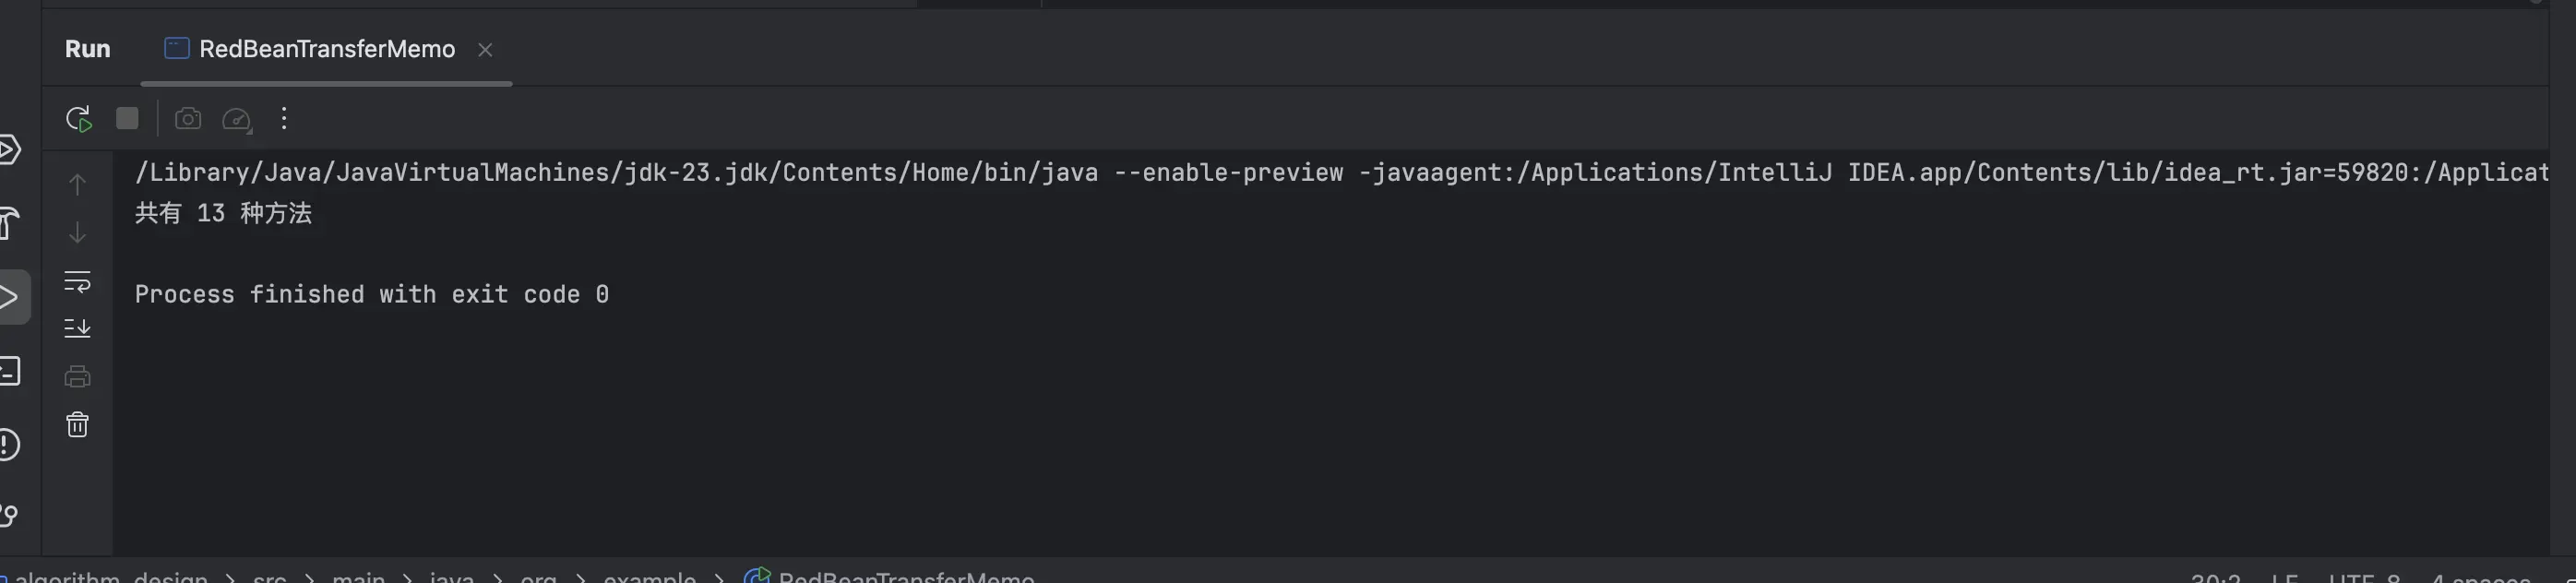 Run RedBeanTransferMemo
/Library/Java/JavaVirtualMachines/jdk-23.jdk/Contents/Home/bin/java --enable-preview -javaagent:/Applications/IntelliJ IDEA.app/Contents/lib/idea_rt.jar=59820:/Applicat
共有 13 种方法
Process finished with exit code 0
algorithm_design > src > main > java > org > example > RedBeanTransferMemo 30:2 LF UTF-8 4 spaces